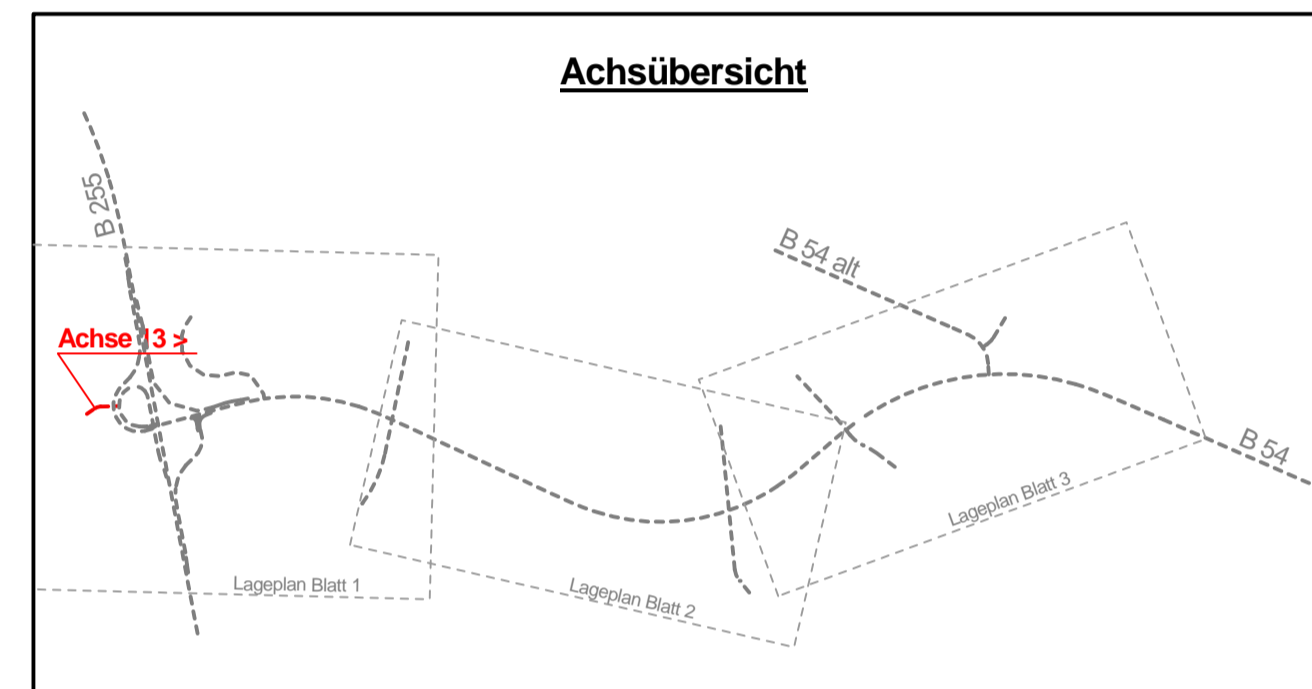 Achsübersicht
B 255
B 54 alt
Achse 13 >
B 54
Lageplan Blatt 3
Lageplan Blatt 1
Lageplan Blatt 2